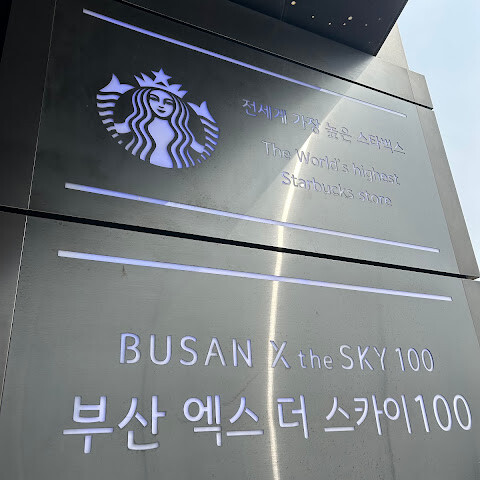 전세계 가장 높은 스타벅스
The World's highest
Starbucks store
BUSAN X the SKY 100
부산 엑스 더 스카이100